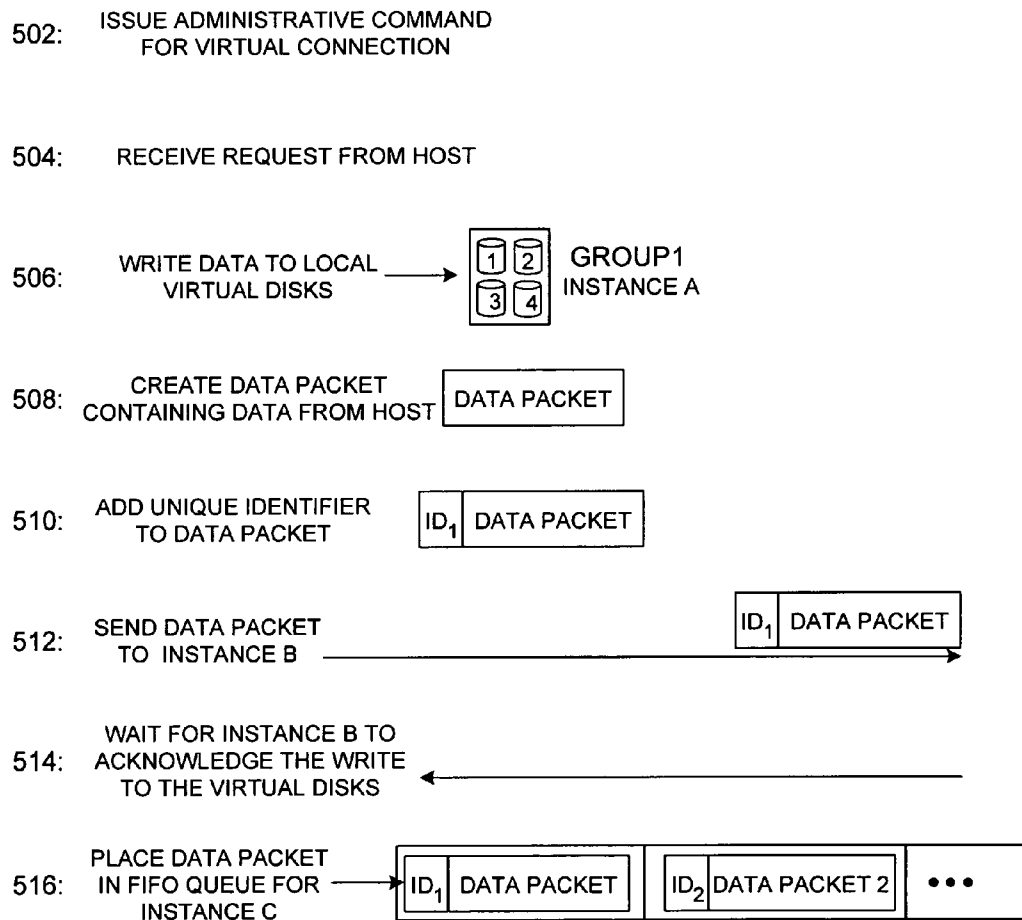 502: ISSUE ADMINISTRATIVE COMMAND
FOR VIRTUAL CONNECTION
504: RECEIVE REQUEST FROM HOST
506: WRITE DATA TO LOCAL
VIRTUAL DISKS
1 2
3 4
GROUP1
INSTANCE A
508: CREATE DATA PACKET
CONTAINING DATA FROM HOST
DATA PACKET
510: ADD UNIQUE IDENTIFIER
TO DATA PACKET
ID1 DATA PACKET
512: SEND DATA PACKET
TO INSTANCE B
ID1 DATA PACKET
514: WAIT FOR INSTANCE B TO
ACKNOWLEDGE THE WRITE
TO THE VIRTUAL DISKS
516: PLACE DATA PACKET
IN FIFO QUEUE FOR
INSTANCE C
ID1 DATA PACKET ID2 DATA PACKET 2 •••